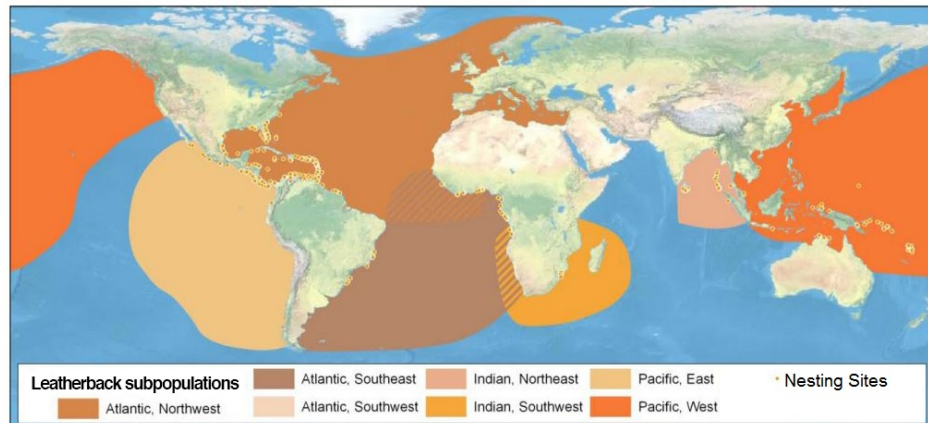 Leatherback subpopulations
Atlantic, Northwest
Atlantic, Southeast
Atlantic, Southwest
Indian, Northeast
Indian, Southwest
Pacific, East
Pacific, West
Nesting Sites